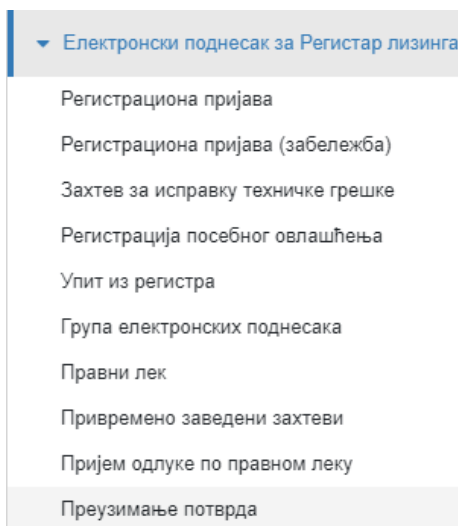 Електронски поднесак за Регистар лизинга
Регистрациона пријава
Регистрациона пријава (забележба)
Захтев за исправку техничке грешке
Регистрација посебног овлашћења
Упит из регистра
Група електронских поднесака
Правни лек
Привремено заведени захтеви
Пријем одлуке по правном леку
Преузимање потврда